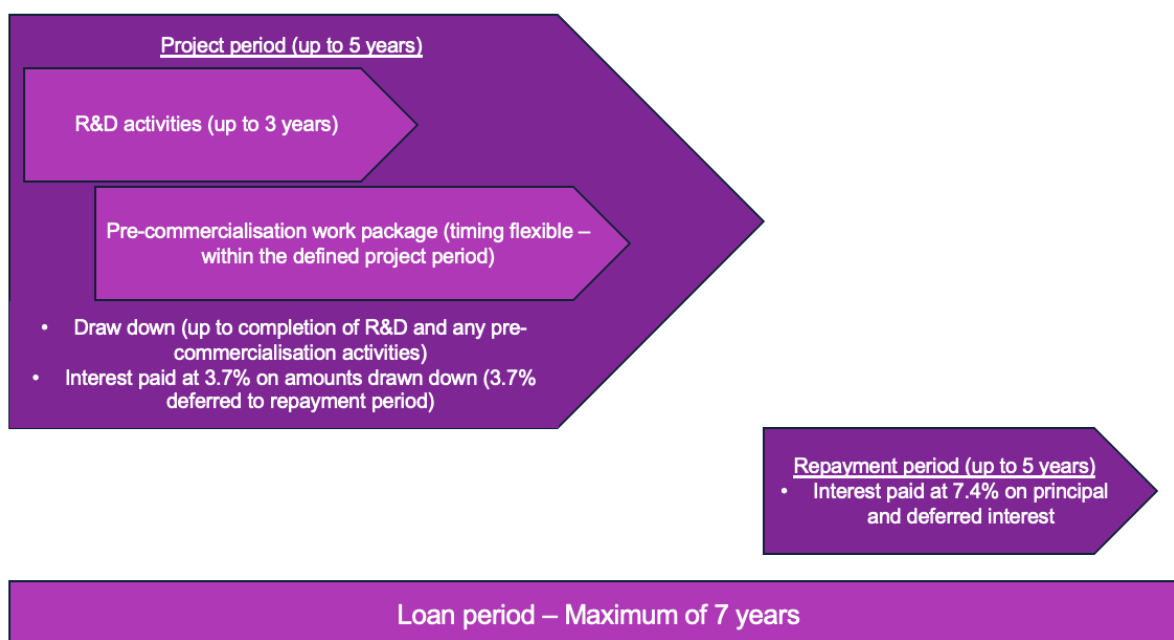 Project period (up to 5 years)
R&D activities (up to 3 years)
Pre-commercialisation work package (timing flexible –
within the defined project period)
• Draw down (up to completion of R&D and any pre-
commercialisation activities)
• Interest paid at 3.7% on amounts drawn down (3.7%
deferred to repayment period)
Repayment period (up to 5 years)
• Interest paid at 7.4% on principal
and deferred interest
Loan period – Maximum of 7 years